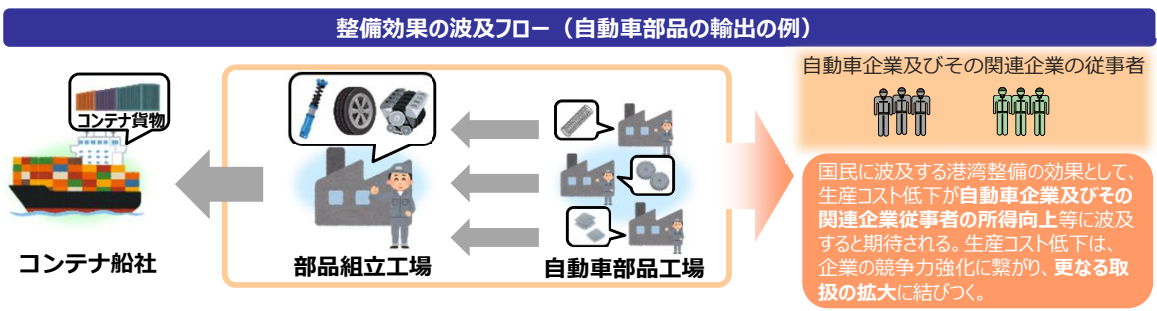 整備効果の波及フロー（自動車部品の輸出の例）
コンテナ貨物
コンテナ船社
部品組立工場
自動車部品工場
自動車企業及びその関連企業の従事者
国民に波及する港湾整備の効果として、
生産コスト低下が自動車企業及びその
関連企業従事者の所得向上等に波及
すると期待される。生産コスト低下は、
企業の競争力強化に繋がり、更なる取
扱の拡大に結びつく。